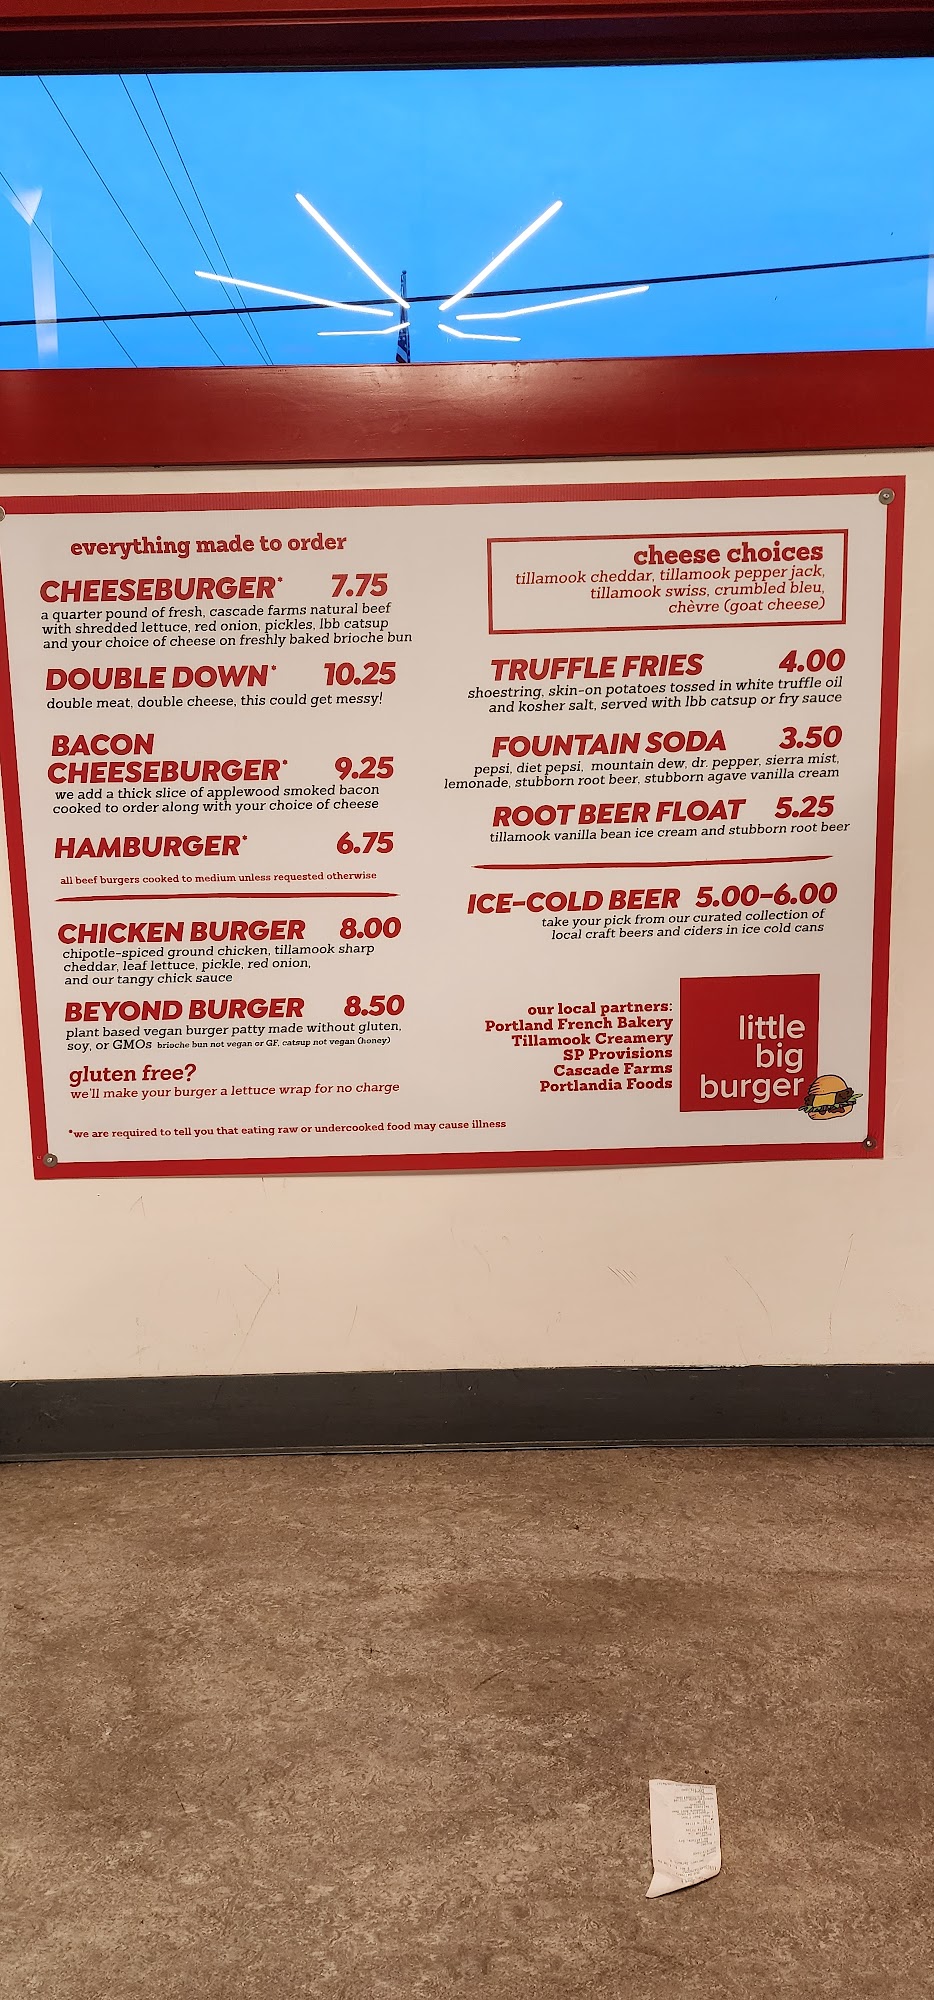 everything made to order
CHEESEBURGER* 7.75
a quarter pound of fresh, cascade farms natural beef
with shredded lettuce, red onion, pickles, lbb catsup
and your choice of cheese on freshly baked brioche bun
DOUBLE DOWN* 10.25
double meat, double cheese, this could get messy!
BACON
CHEESEBURGER* 9.25
we add a thick slice of applewood smoked bacon
cooked to order along with your choice of cheese
HAMBURGER* 6.75
all beef burgers cooked to medium unless requested otherwise
CHICKEN BURGER 8.00
chipotle-spiced ground chicken, tillamook sharp
cheddar, leaf lettuce, pickle, red onion,
and our tangy chick sauce
BEYOND BURGER 8.50
plant based vegan burger patty made without gluten,
soy, or GMOs brioche bun not vegan or GF, catsup not vegan (honey)
gluten free?
we'll make your burger a lettuce wrap for no charge
*we are required to tell you that eating raw or undercooked food may cause illness
cheese choices
tillamook cheddar, tillamook pepper jack,
tillamook swiss, crumbled bleu,
chèvre (goat cheese)
TRUFFLE FRIES 4.00
shoestring, skin-on potatoes tossed in white truffle oil
and kosher salt, served with lbb catsup or fry sauce
FOUNTAIN SODA 3.50
pepsi, diet pepsi, mountain dew, dr. pepper, sierra mist,
lemonade, stubborn root beer, stubborn agave vanilla cream
ROOT BEER FLOAT 5.25
tillamook vanilla bean ice cream and stubborn root beer
ICE-COLD BEER 5.00-6.00
take your pick from our curated collection of
local craft beers and ciders in ice cold cans
our local partners:
Portland French Bakery
Tillamook Creamery
SP Provisions
Cascade Farms
Portlandia Foods
little
big
burger